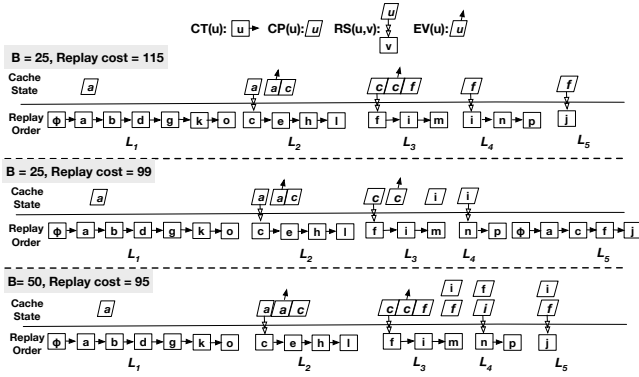 CT(u): u CP(u): u RS(u,v): u v EV(u): u
B = 25, Replay cost = 115
Cache State a a a c c c f f f
Replay Order ϕ a b d g k o c e h l f i m i n p j
L1 L2 L3 L4 L5
B = 25, Replay cost = 99
Cache State a a a c c c i i
Replay Order ϕ a b d g k o c e h l f i m n p ϕ a c f j
L1 L2 L3 L4 L5
B= 50, Replay cost = 95
i f i
Cache State a a a c c c f f i f
Replay Order ϕ a b d g k o c e h l f i m n p j
L1 L2 L3 L4 L5